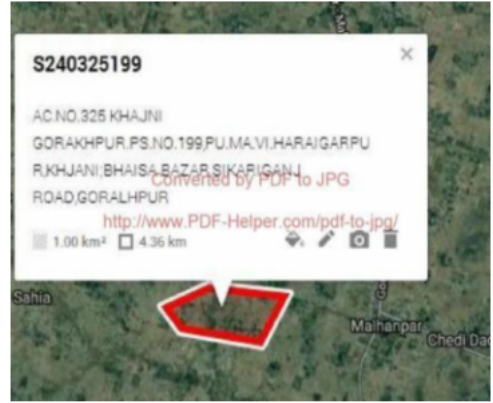 S240325199
×
AC.NO.325 KHAJNI
GORAKHPUR.PS.NO.199,PU.MA.VI.HARAIGARPU
R,KHJANI;BHAISA,BAZAR,SIKARIGANJ
Converted by PDF to JPG
ROAD,GORALHPUR
http://www.PDF-Helper.com/pdf-to-jpg/
1.00 km² 4.36 km
Sahia
Malhanpar
Chedi Dad